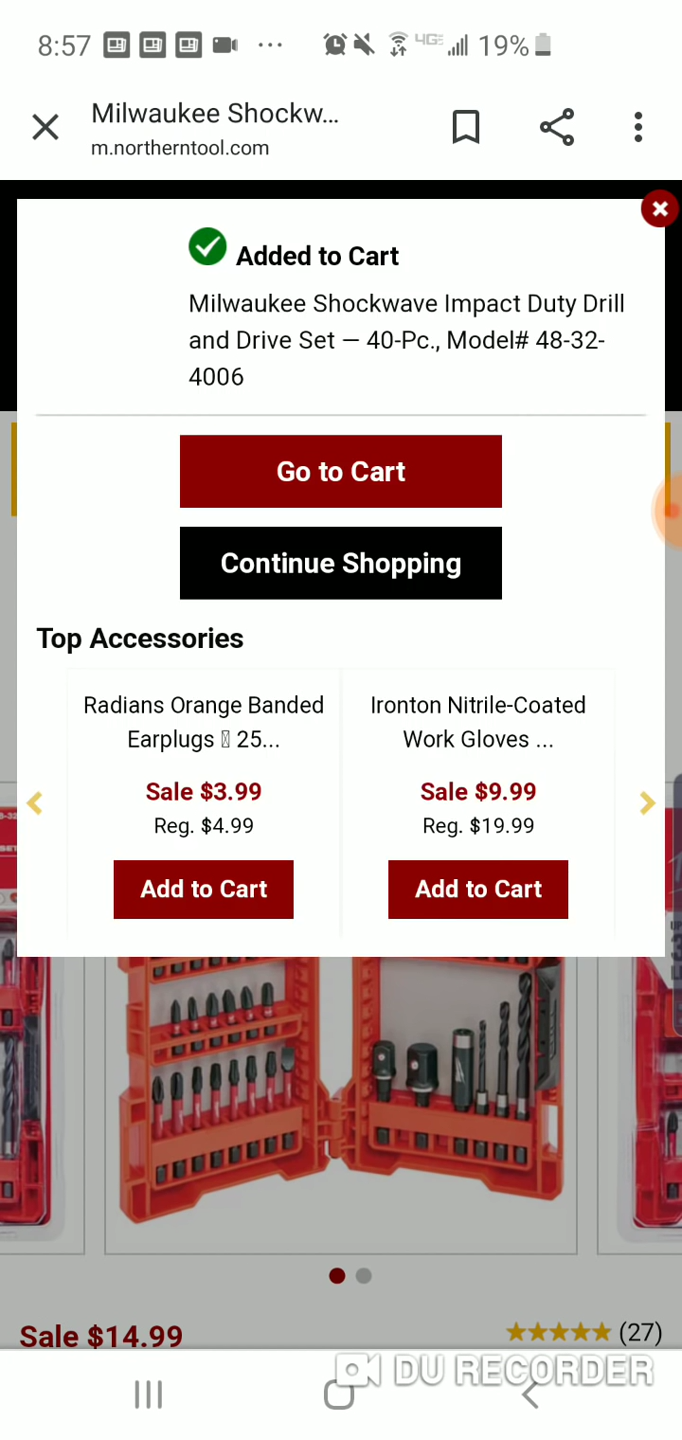 8:57 ... 4GE 19%
Milwaukee Shockw...
m.northerntool.com
Added to Cart
Milwaukee Shockwave Impact Duty Drill
and Drive Set — 40-Pc., Model# 48-32-
4006
Go to Cart
Continue Shopping
Top Accessories
Radians Orange Banded
Earplugs 25...
Sale $3.99
Reg. $4.99
Add to Cart
Ironton Nitrile-Coated
Work Gloves ...
Sale $9.99
Reg. $19.99
Add to Cart
Sale $14.99
(27)
DU RECORDER